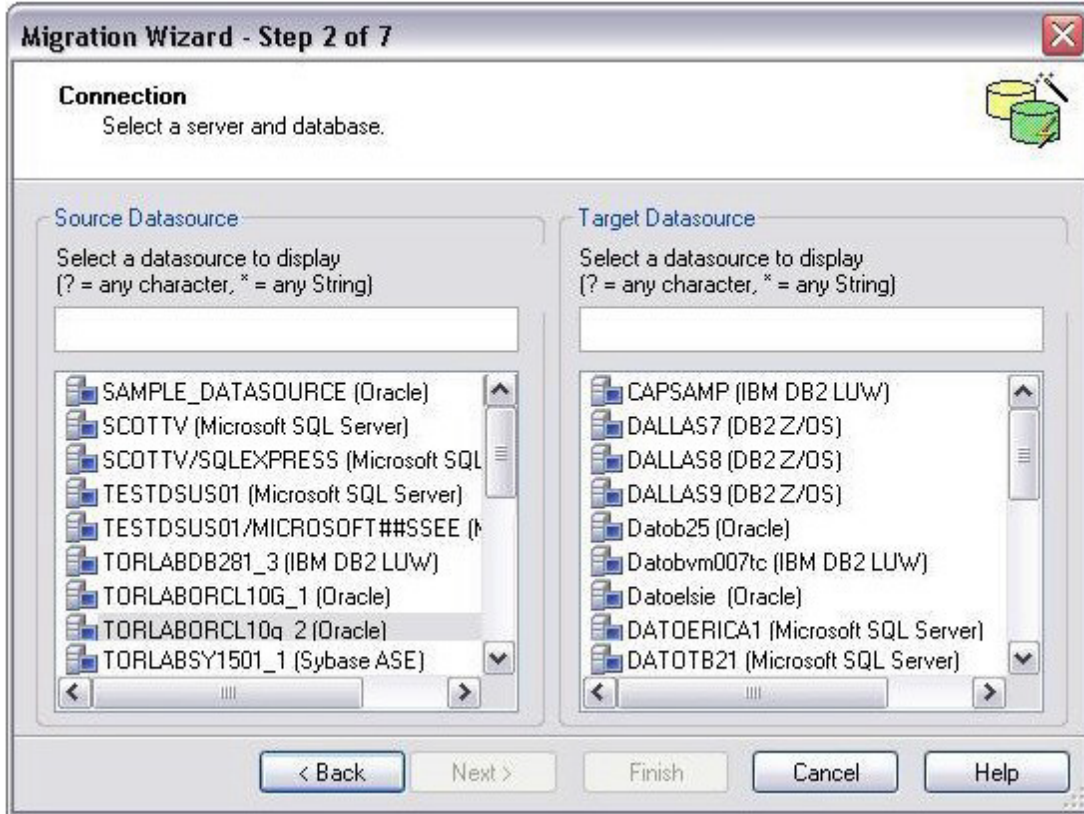 Migration Wizard - Step 2 of 7
Connection
Select a server and database.
Source Datasource
Select a datasource to display
(? = any character, * = any String)
SAMPLE_DATASOURCE (Oracle)
SCOTTV (Microsoft SQL Server)
SCOTTV/SQLEXPRESS (Microsoft SQL
TESTDSUS01 (Microsoft SQL Server)
TESTDSUS01/MICROSOFT##SSEE (M
TORLABDB281_3 (IBM DB2 LUW)
TORLABORCL10G_1 (Oracle)
TORLABORCL10g_2 (Oracle)
TORLABSY1501_1 (Sybase ASE)
Target Datasource
Select a datasource to display
(? = any character, * = any String)
CAPSAMP (IBM DB2 LUW)
DALLAS7 (DB2 Z/OS)
DALLAS8 (DB2 Z/OS)
DALLAS9 (DB2 Z/OS)
Datob25 (Oracle)
Datobvm007tc (IBM DB2 LUW)
Datoelsie (Oracle)
DATOERICA1 (Microsoft SQL Server)
DATOTB21 (Microsoft SQL Server)
< Back
Next >
Finish
Cancel
Help